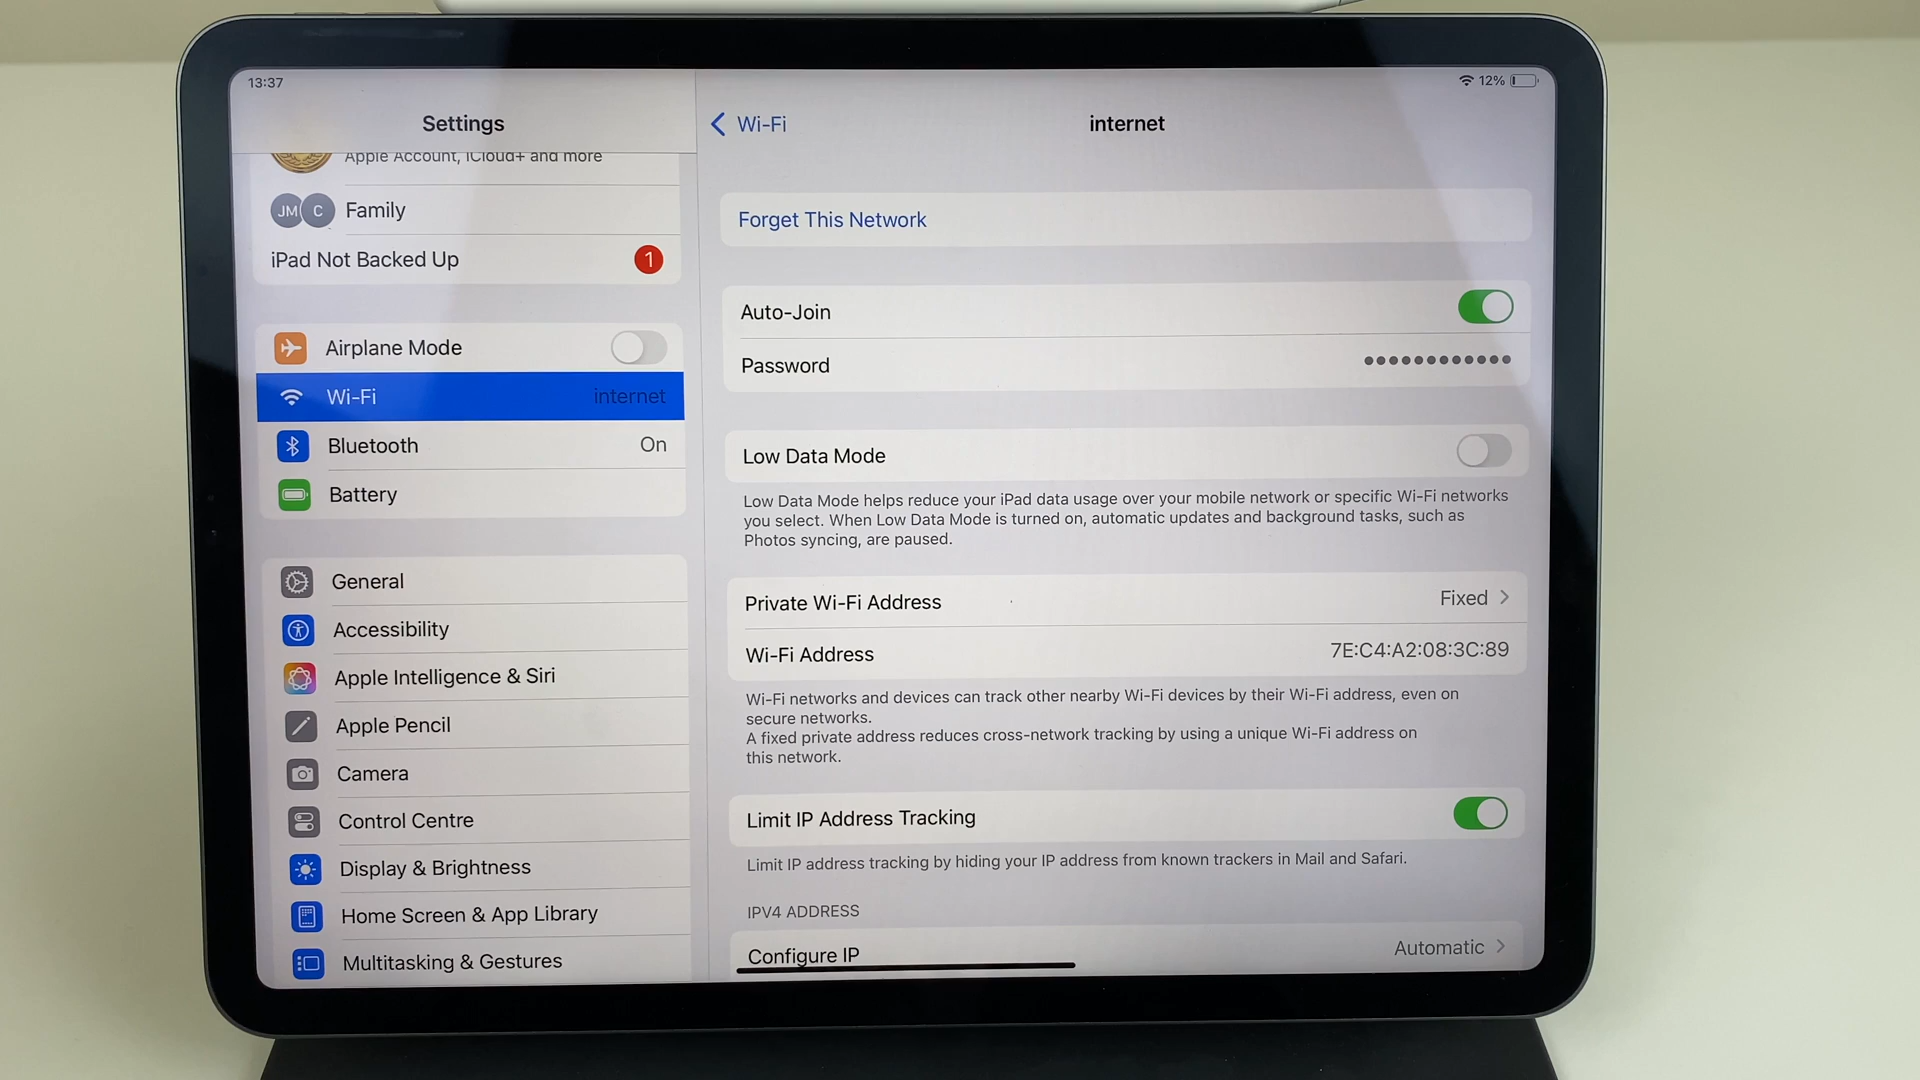 13:37
12%
Settings
Apple Account, iCloud+ and more
JM C Family
iPad Not Backed Up 1
Airplane Mode
Wi-Fi internet
Bluetooth On
Battery
General
Accessibility
Apple Intelligence & Siri
Apple Pencil
Camera
Control Centre
Display & Brightness
Home Screen & App Library
Multitasking & Gestures
Wi-Fi internet
Forget This Network
Auto-Join
Password ••••••••••••
Low Data Mode
Low Data Mode helps reduce your iPad data usage over your mobile network or specific Wi-Fi networks
you select. When Low Data Mode is turned on, automatic updates and background tasks, such as
Photos syncing, are paused.
Private Wi-Fi Address Fixed
Wi-Fi Address 7E:C4:A2:08:3C:89
Wi-Fi networks and devices can track other nearby Wi-Fi devices by their Wi-Fi address, even on
secure networks.
A fixed private address reduces cross-network tracking by using a unique Wi-Fi address on
this network.
Limit IP Address Tracking
Limit IP address tracking by hiding your IP address from known trackers in Mail and Safari.
IPV4 ADDRESS
Configure IP Automatic